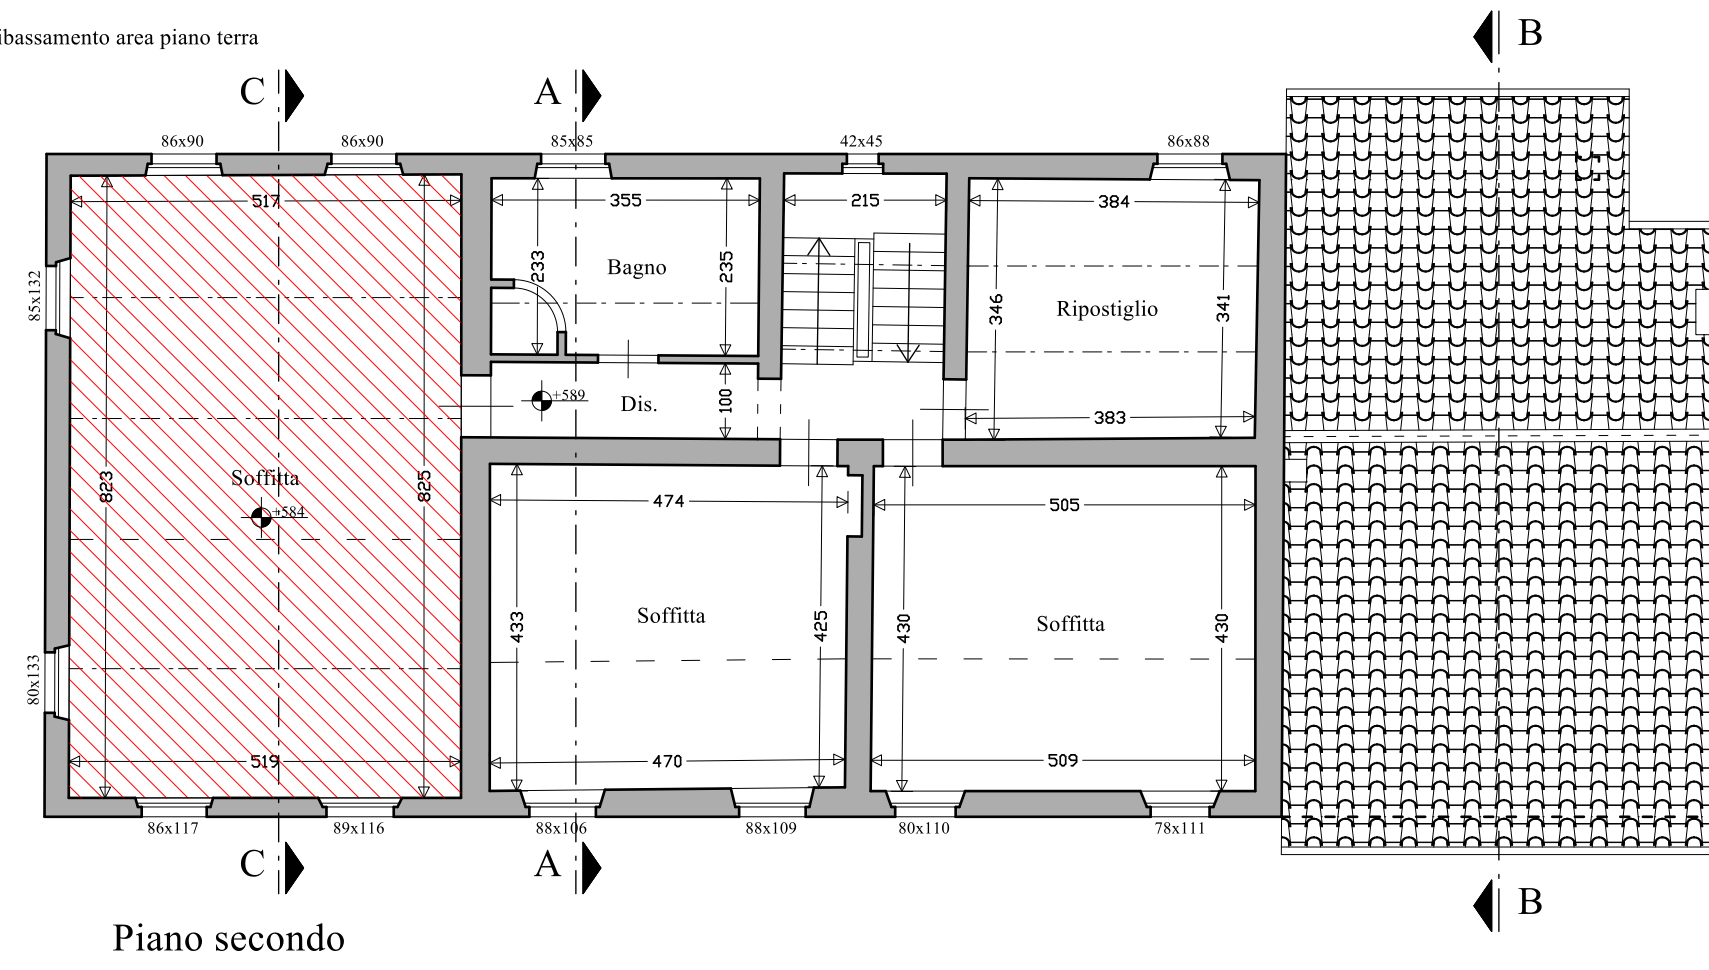 ibassamento area piano terra
B
C
A
86x90
86x90
85x85
42x45
86x88
517
355
215
384
85x132
233
Bagno
235
346
Ripostiglio
341
+589
Dis.
100
383
823
Soffitta
825
+584
474
505
433
Soffitta
425
430
Soffitta
430
80x133
519
470
509
86x117
89x116
88x106
88x109
80x110
78x111
C
A
B
Piano secondo